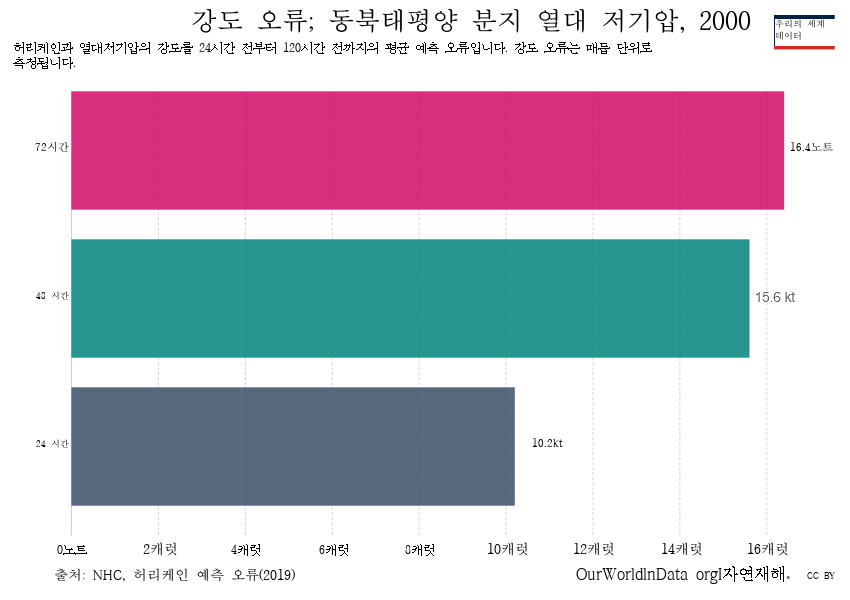 강도 오류; 동북태평양 분지 열대 저기압, 2000
우리의 세계
데이터
허리케인과 열대저기압의 강도를 24시간 전부터 120시간 전까지의 평균 예측 오류입니다. 강도 오류는 매듭 단위로
측정됩니다.
72시간
16.4노트
48 시간
15.6 kt
24 시간
10.2kt
0노트 2캐럿 4캐럿 6캐럿 8캐럿 10캐럿 12캐럿 14캐럿 16캐럿
출처: NHC, 허리케인 예측 오류(2019)
OurWorldInData orgI자연재해. CC BY